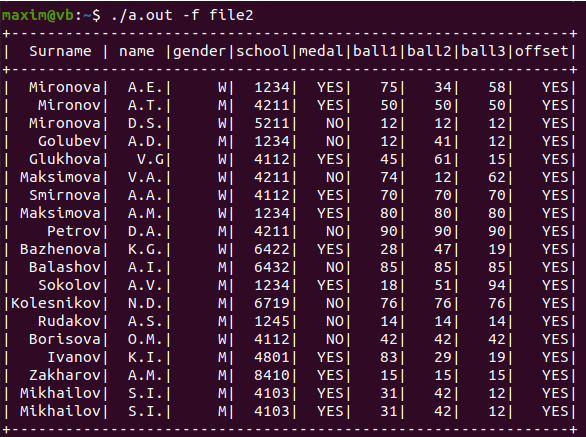 maxim@vb:~$ ./a.out -f file2
+--------------------------------------------------------------+
|  Surname | name |gender|school|medal|ball1|ball2|ball3|offset|
+--------------------------------------------------------------+
|  Mironova|  A.E.|     W|  1234|  YES|   75|   34|   58|   YES|
|   Mironov|  A.T.|     M|  4211|  YES|   50|   50|   50|   YES|
|  Mironova|  D.S.|     W|  5211|   NO|   12|   12|   12|   YES|
|   Golubev|  A.D.|     M|  1234|   NO|   12|   41|   12|   YES|
|  Glukhova|   V.G|     W|  4112|  YES|   45|   61|   15|   YES|
| Maksimova|  V.A.|     W|  4211|   NO|   74|   12|   62|   YES|
|  Smirnova|  A.A.|     W|  4112|  YES|   70|   70|   70|   YES|
| Maksimova|  A.M.|     W|  1234|  YES|   80|   80|   80|   YES|
|    Petrov|  D.A.|     M|  4211|   NO|   90|   90|   90|   YES|
| Bazhenova|  K.G.|     W|  6422|  YES|   28|   47|   19|   YES|
|  Balashov|  A.I.|     M|  6432|   NO|   85|   85|   85|   YES|
|   Sokolov|  A.V.|     M|  1234|  YES|   18|   51|   94|   YES|
|Kolesnikov|  N.D.|     M|  6719|   NO|   76|   76|   76|   YES|
|   Rudakov|  A.S.|     M|  1245|   NO|   14|   14|   14|   YES|
|  Borisova|  O.M.|     W|  4112|   NO|   42|   42|   42|   YES|
|    Ivanov|  K.I.|     M|  4801|  YES|   83|   29|   19|   YES|
|  Zakharov|  A.M.|     M|  8410|  YES|   15|   15|   15|   YES|
| Mikhailov|  S.I.|     M|  4103|  YES|   31|   42|   12|   YES|
| Mikhailov|  S.I.|     M|  4103|  YES|   31|   42|   12|   YES|
+--------------------------------------------------------------+